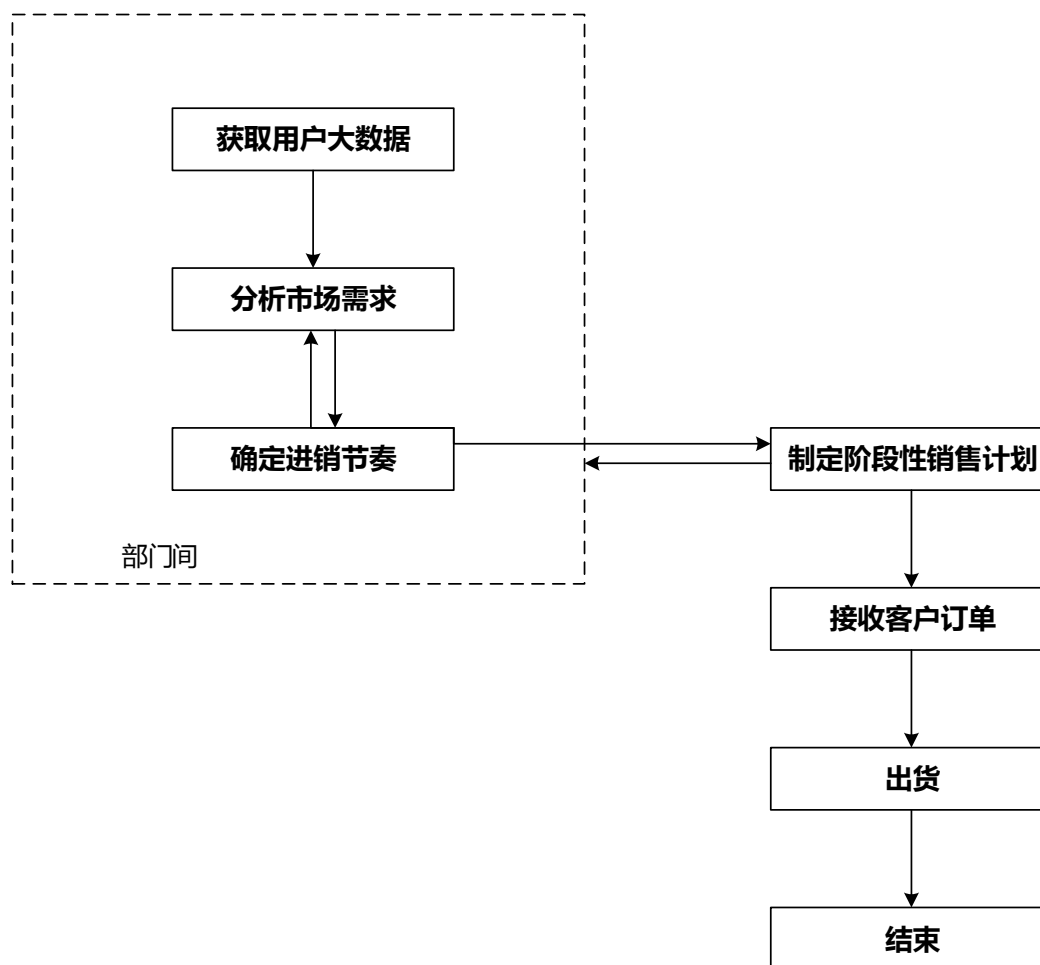 获取用户大数据
分析市场需求
确定进销节奏
部门间
制定阶段性销售计划
接收客户订单
出货
结束